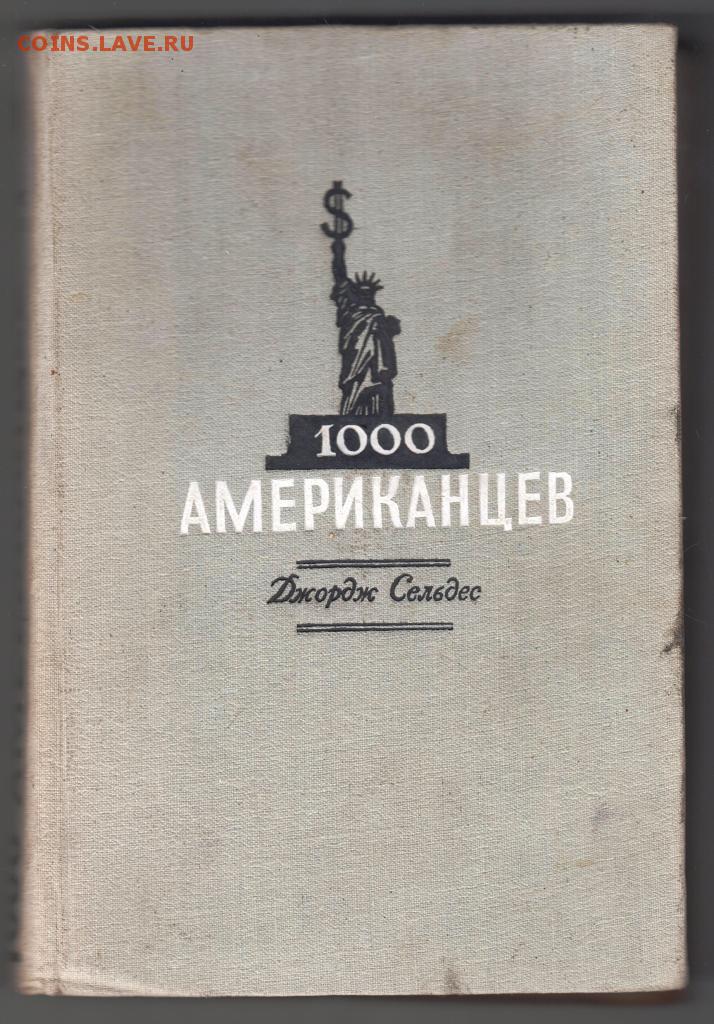 COINS.LAVE.RU
$
1000
АМЕРИКАНЦЕВ
Джордж Сельдес